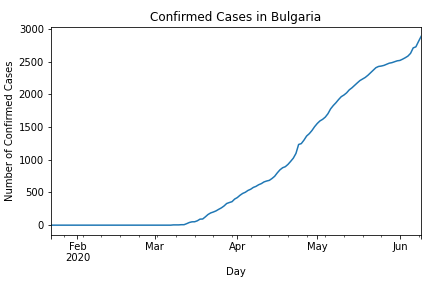 Confirmed Cases in Bulgaria
Number of Confirmed Cases
3000
2500
2000
1500
1000
500
0
Feb Mar Apr May Jun
2020
Day